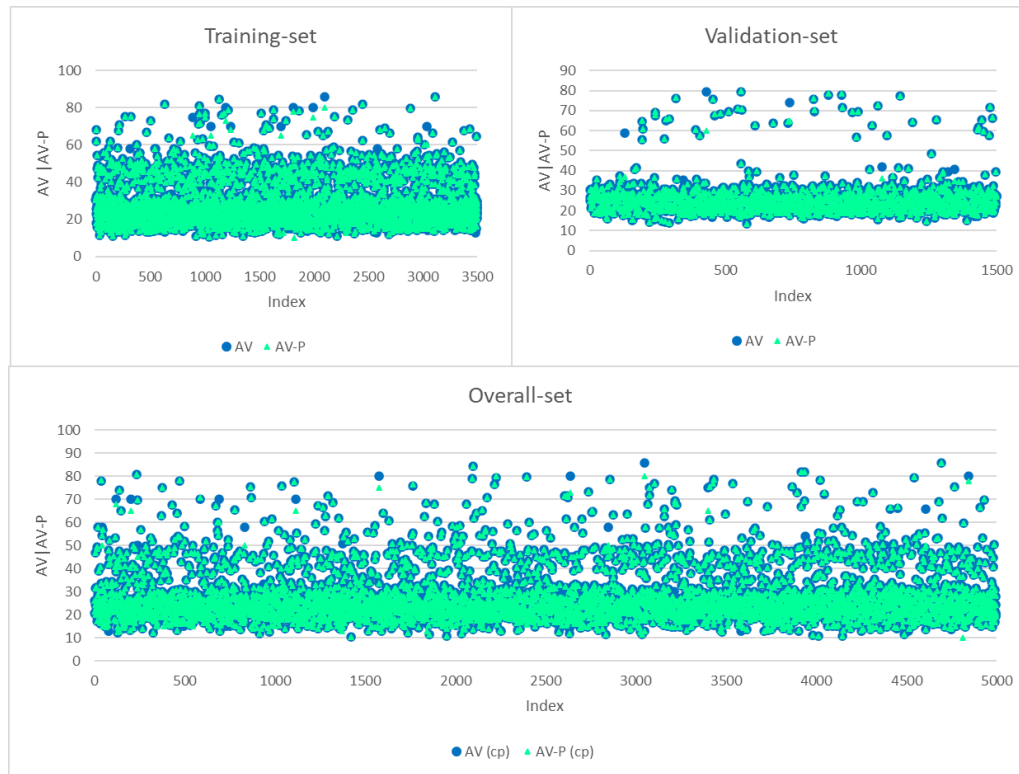 Training-set
100
80
60
40
20
0
AV |AV-P
0 500 1000 1500 2000 2500 3000 3500
Index
AV AV-P
Validation-set
90
80
70
60
50
40
30
20
10
0
AV|AV-P
0 500 1000 1500
Index
AV AV-P
Overall-set
100
90
80
70
60
50
40
30
20
10
0
AV|AV-P
0 500 1000 1500 2000 2500 3000 3500 4000 4500 5000
Index
AV (cp) AV-P (cp)